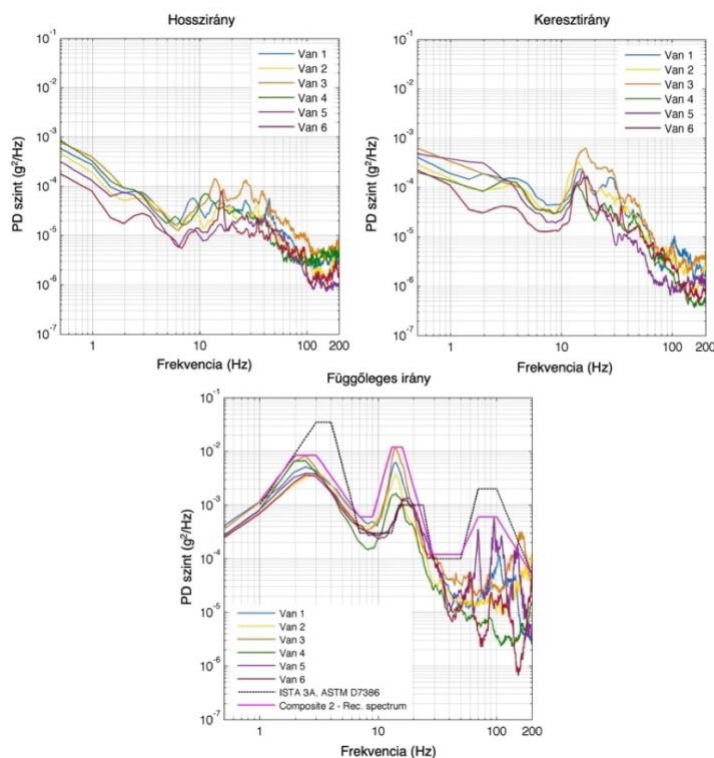 Hosszirány
10⁻¹
10⁻²
10⁻³
10⁻⁴
10⁻⁵
10⁻⁶
10⁻⁷
PD szint (g²/Hz)
Van 1
Van 2
Van 3
Van 4
Van 5
Van 6
1 10 100 200
Frekvencia (Hz)
Keresztirány
10⁻¹
10⁻²
10⁻³
10⁻⁴
10⁻⁵
10⁻⁶
10⁻⁷
PD szint (g²/Hz)
Van 1
Van 2
Van 3
Van 4
Van 5
Van 6
1 10 100 200
Frekvencia (Hz)
Függőleges irány
10⁻¹
10⁻²
10⁻³
10⁻⁴
10⁻⁵
10⁻⁶
10⁻⁷
PD szint (g²/Hz)
Van 1
Van 2
Van 3
Van 4
Van 5
Van 6
ISTA 3A, ASTM D7386
Composite 2 - Rec. spectrum
1 10 100 200
Frekvencia (Hz)